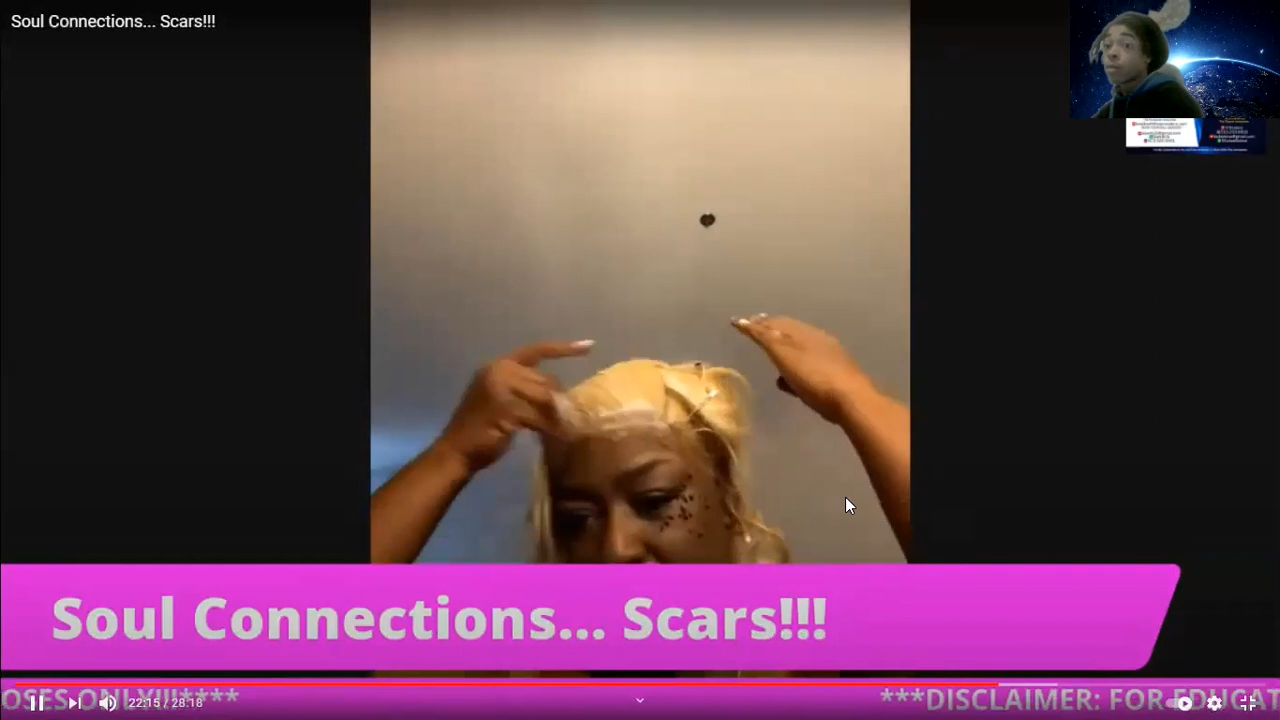 Soul Connections... Scars!!!
Soul Connections... Scars!!!
OSES ONLY!!!**** ***DISCLAIMER: FOR EDUCAT
22:15 / 28:18